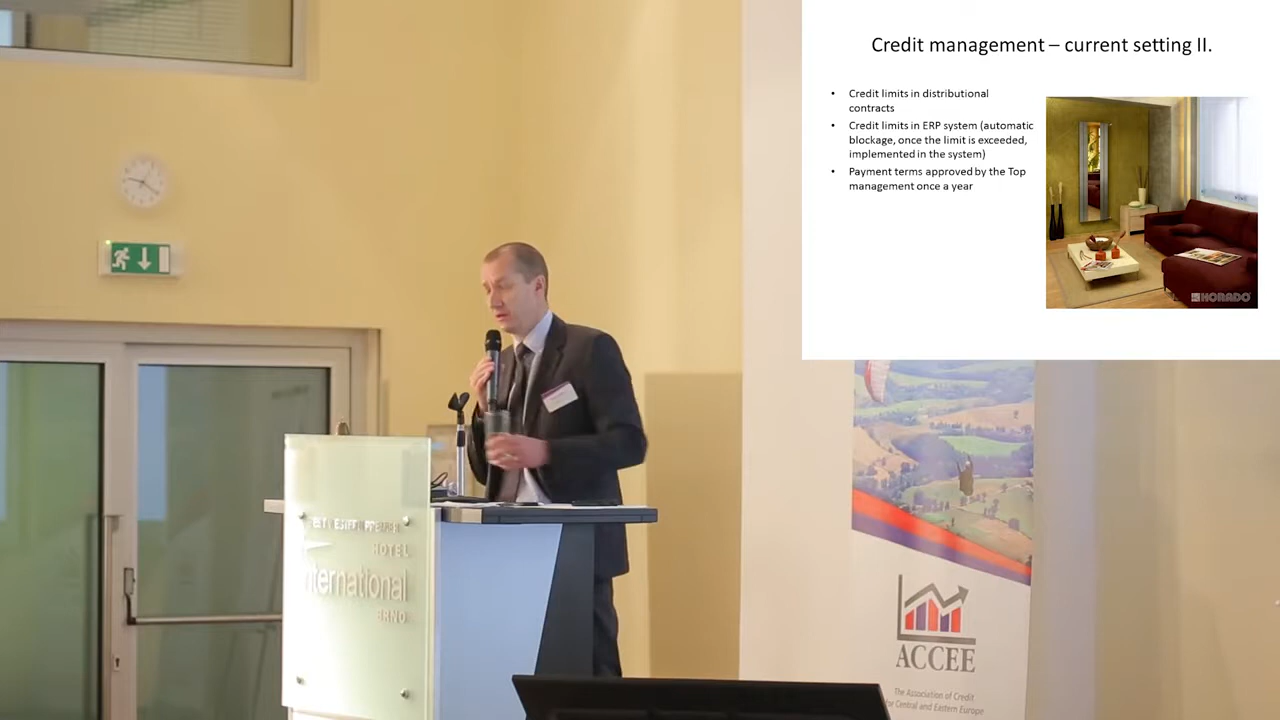 Credit management – current setting II.
• Credit limits in distributional
contracts
• Credit limits in ERP system (automatic
blockage, once the limit is exceeded,
implemented in the system)
• Payment terms approved by the Top
management once a year
KORADO
HOTEL
International
BRNO
ACCEE
The Association of Credit
for Central and Eastern Europe